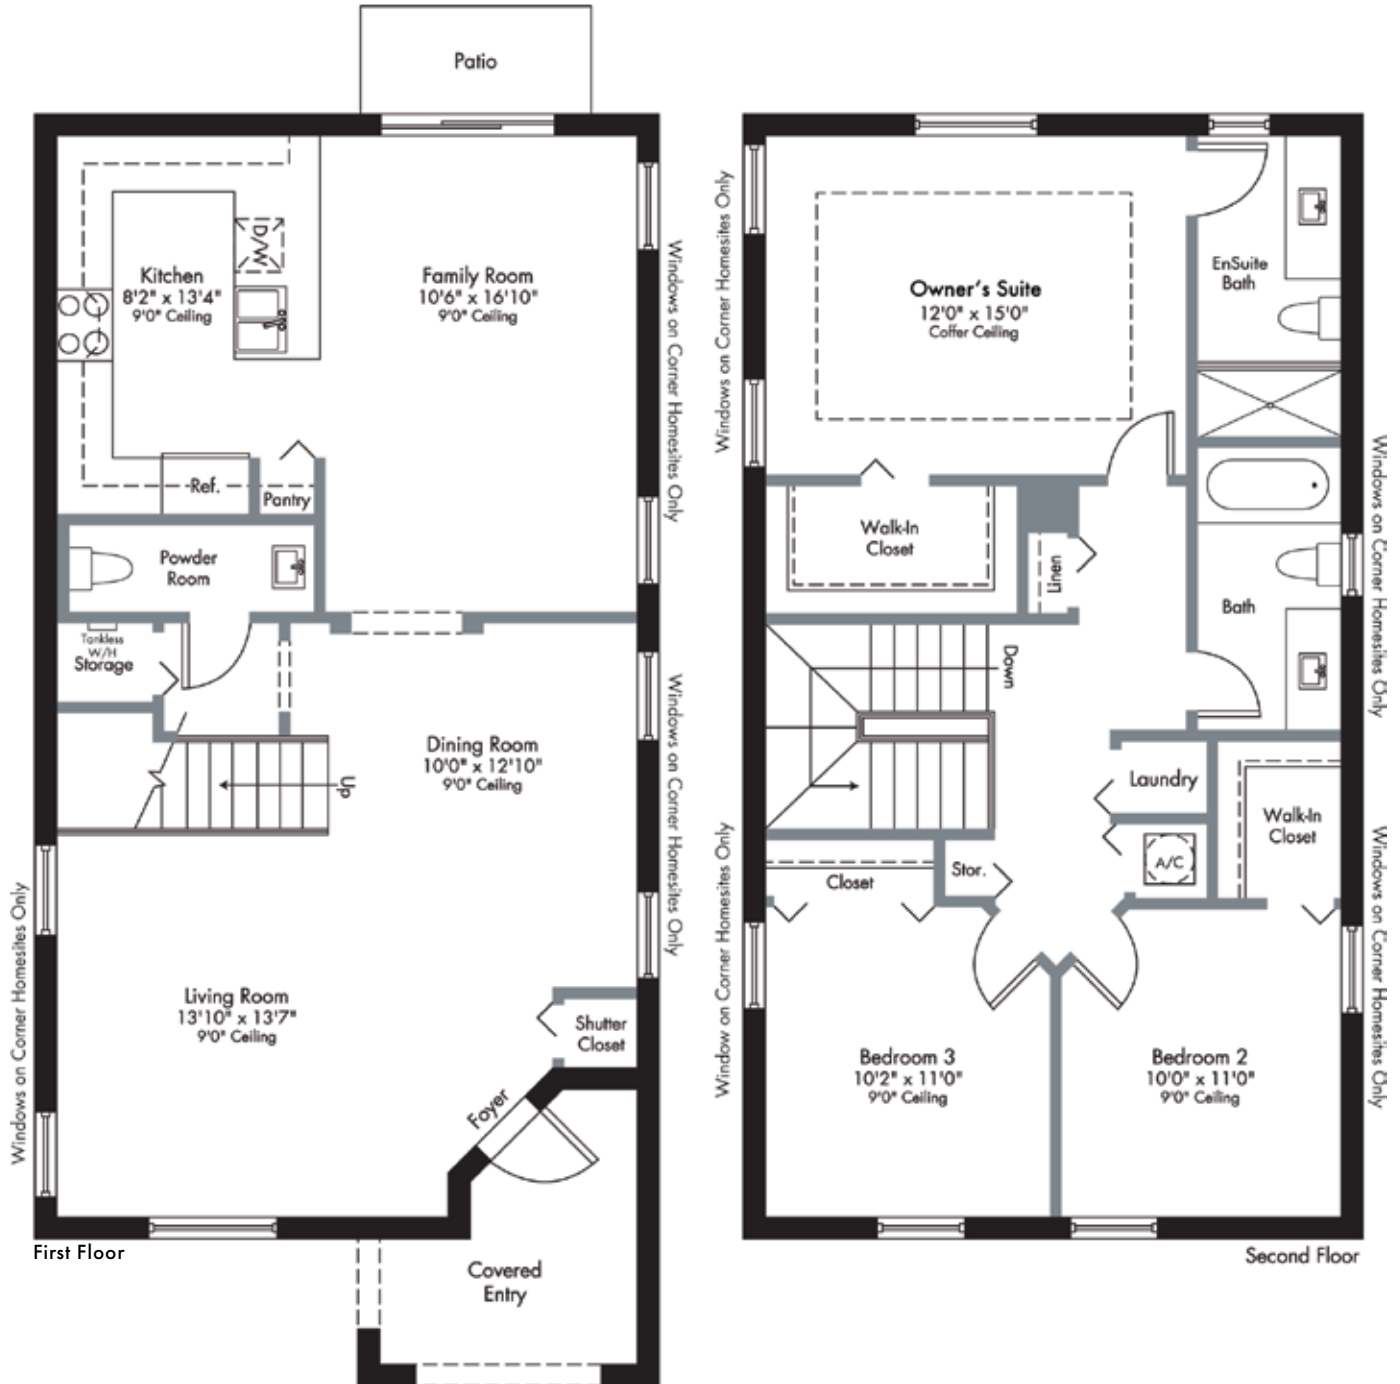 Patio
Kitchen
8'2" x 13'4"
9'0" Ceiling
D/W
Family Room
10'6" x 16'10"
9'0" Ceiling
Windows on Corner Homesites Only
Ref.
Pantry
Powder
Room
Tankless
W/H
Storage
Up
Dining Room
10'0" x 12'10"
9'0" Ceiling
Windows on Corner Homesites Only
Windows on Corner Homesites Only
Living Room
13'10" x 13'7"
9'0" Ceiling
Shutter
Closet
Foyer
Covered
Entry
First Floor
Windows on Corner Homesites Only
Owner's Suite
12'0" x 15'0"
Coffer Ceiling
EnSuite
Bath
Walk-In
Closet
Linen
Bath
Windows on Corner Homesites Only
Down
Laundry
A/C
Walk-In
Closet
Closet
Stor.
Window on Corner Homesites Only
Windows on Corner Homesites Only
Bedroom 3
10'2" x 11'0"
9'0" Ceiling
Bedroom 2
10'0" x 11'0"
9'0" Ceiling
Second Floor